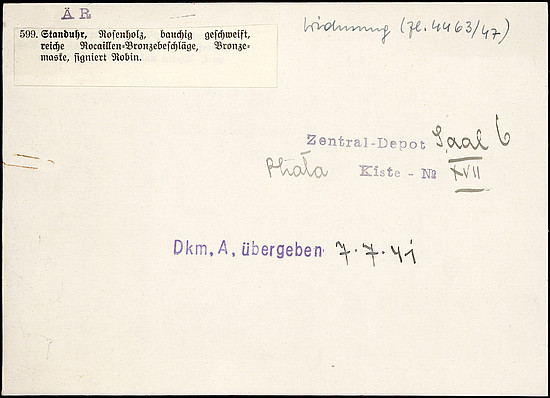 ÄR
Widmung (Zl. 4463/47)
599. Standuhr, Rosenholz, bauchig geschweift,
reiche Rocaillen=Bronzebeschläge, Bronze=
maske, signiert Robin.
Zentral-Depot Saal 6
Kiste - № XVII
Dkm, A, übergeben 7.7.41